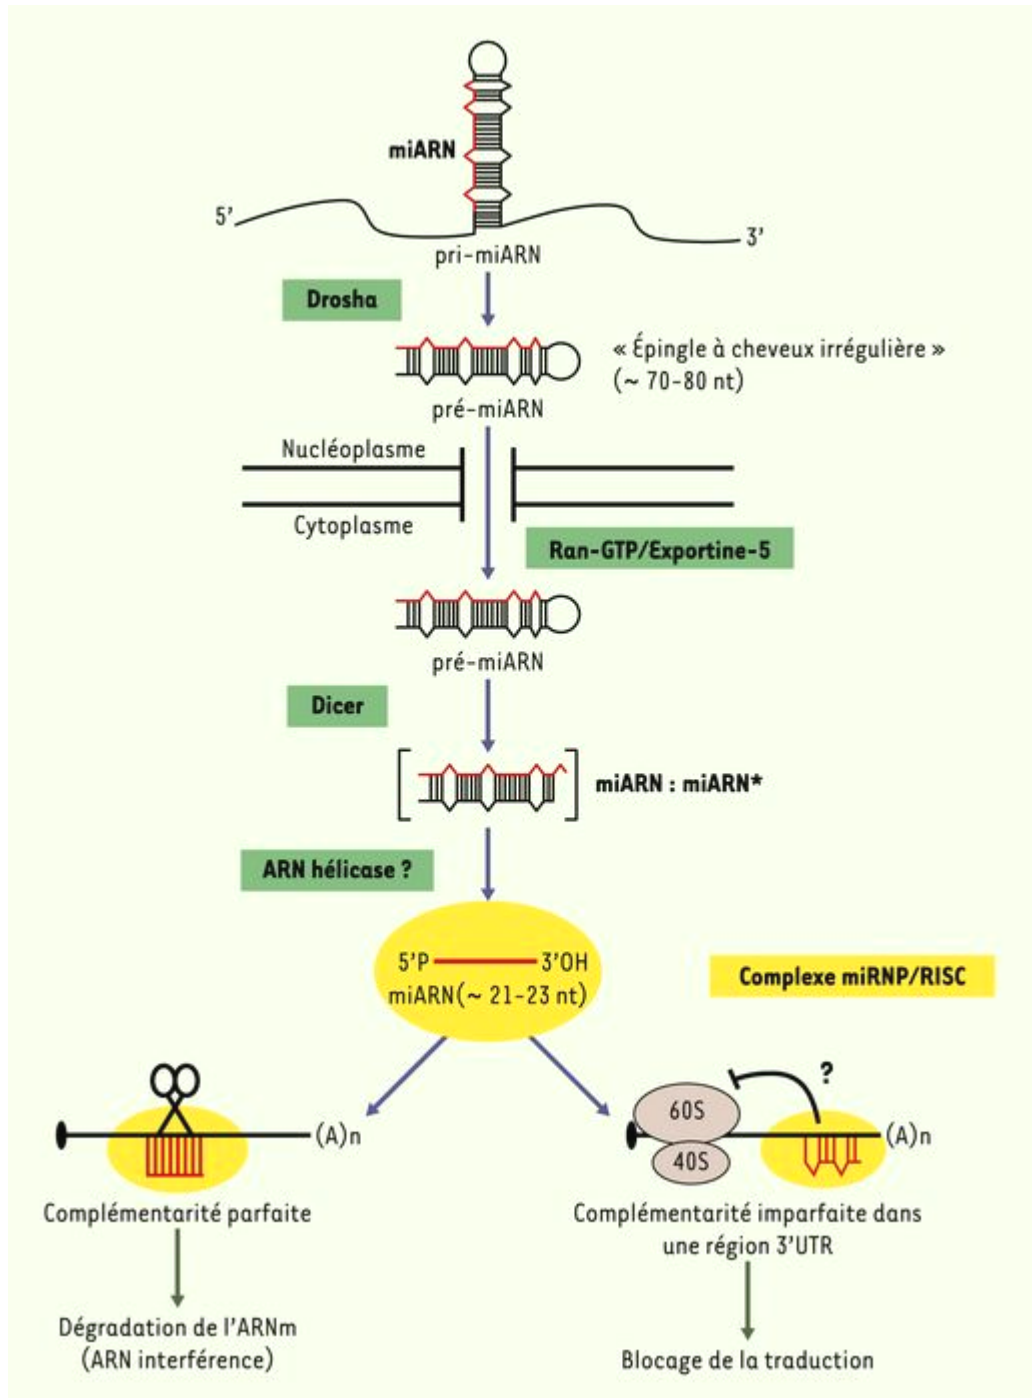 miARN
5'
3'
pri-miARN
Drosha
« Épingle à cheveux irrégulière »
(~ 70-80 nt)
pré-miARN
Nucléoplasme
Cytoplasme
Ran-GTP/Exportine-5
pré-miARN
Dicer
miARN : miARN*
ARN hélicase ?
5'P
3'OH
miARN(~ 21-23 nt)
Complexe miRNP/RISC
(A)n
Complémentarité parfaite
Dégradation de l'ARNm
(ARN interférence)
?
60S
40S
(A)n
Complémentarité imparfaite dans
une région 3'UTR
Blocage de la traduction